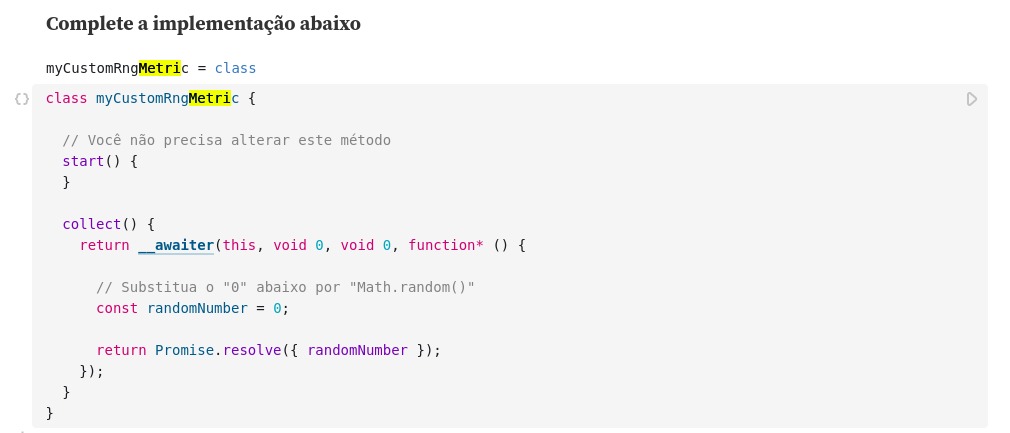 Complete a implementação abaixo
myCustomRngMetric = class
class myCustomRngMetric {
// Você não precisa alterar este método
start() {
}
collect() {
return __awaiter(this, void 0, void 0, function* () {
// Substitua o "0" abaixo por "Math.random()"
const randomNumber = 0;
return Promise.resolve({ randomNumber });
});
}
}